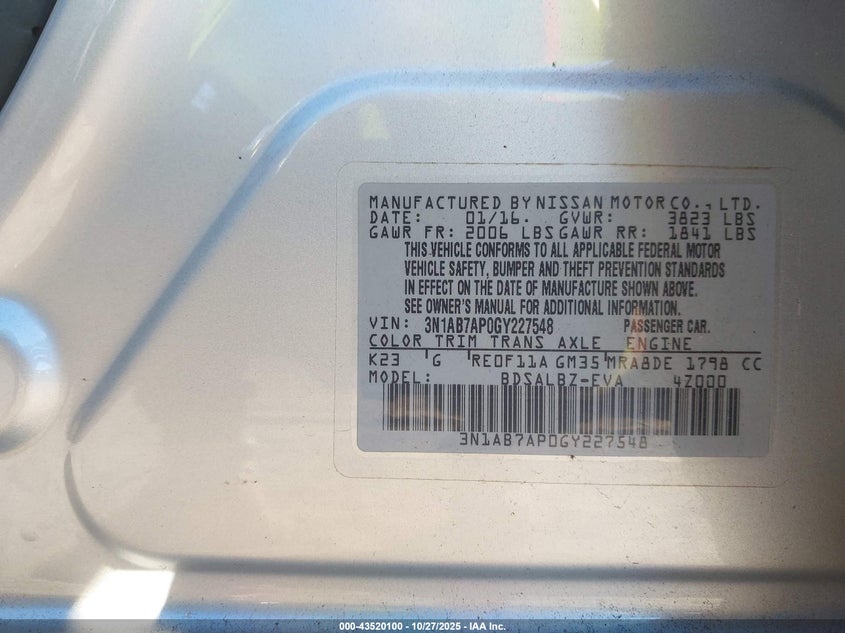 MANUFACTURED BY NISSAN MOTOR CO., LTD.
DATE: 01/16. GVWR: 3823 LBS
GAWR FR: 2006 LBS GAWR RR: 1841 LBS
THIS VEHICLE CONFORMS TO ALL APPLICABLE FEDERAL MOTOR
VEHICLE SAFETY, BUMPER AND THEFT PREVENTION STANDARDS
IN EFFECT ON THE DATE OF MANUFACTURE SHOWN ABOVE.
SEE OWNER'S MANUAL FOR ADDITIONAL INFORMATION.
VIN: 3N1AB7AP0GY227548 PASSENGER CAR.
COLOR TRIM TRANS AXLE ENGINE
K23 G RE0F11A GM35 MRA8DE 1798 CC
MODEL: BDSALBZ-EVA 4Z000
3N1AB7AP0GY227548
000-43520100 - 10/27/2025 - IAA Inc.